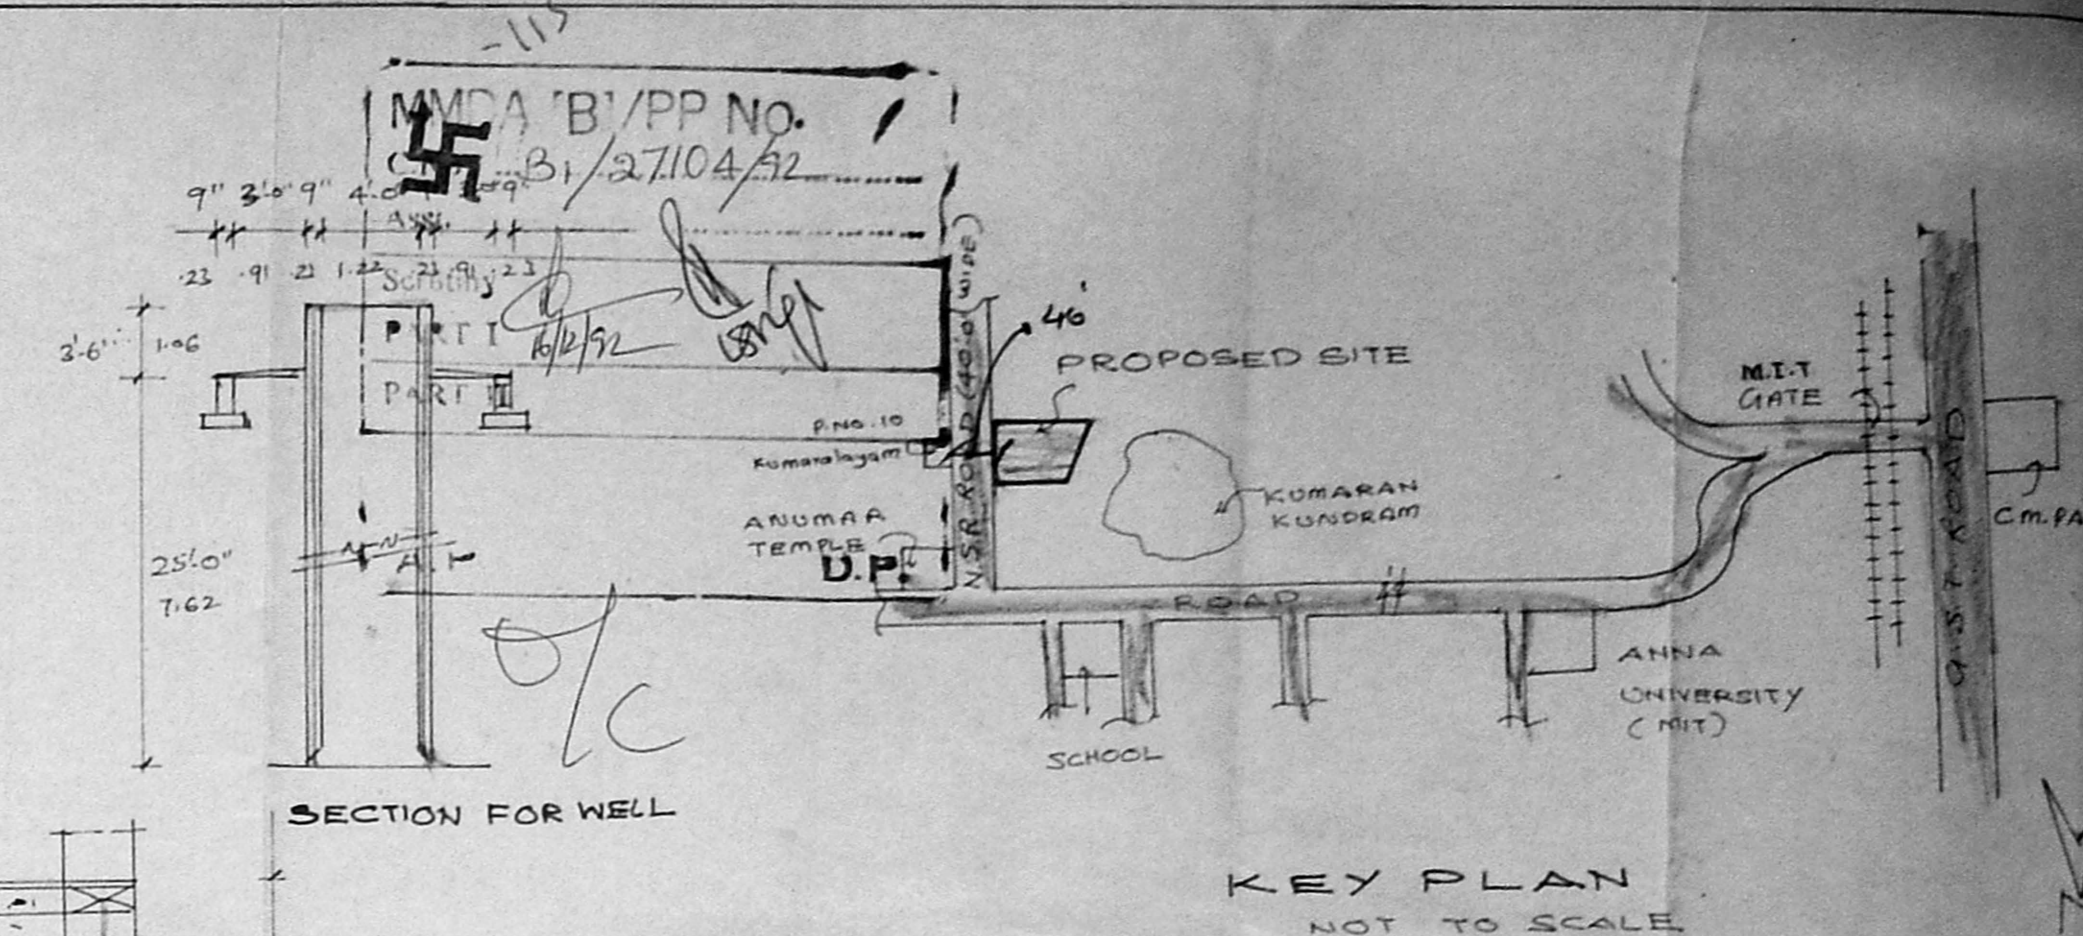 -115
MMDA 'B'/PP NO.
B1/27104/92
9" 3'.0" 9" 4'.0" 9"
Asst.
.23 .91 .23 1.22 .23 .91 .23
Scrutiny
PART I
16/12/92
3'-6" 1.06
PART II
N.S.R. ROAD (40'.0" WIDE)
46'
PROPOSED SITE
P.NO. 10
Kumaralayam
M.I.T
GATE
KUMARAN
KUNDRAM
ANUMAR
TEMPLE
D.P.
G.S.T. ROAD
25'.0"
7.62
ROAD
O/C
ANNA
UNIVERSITY
(MIT)
SCHOOL
SECTION FOR WELL
KEY PLAN
NOT TO SCALE